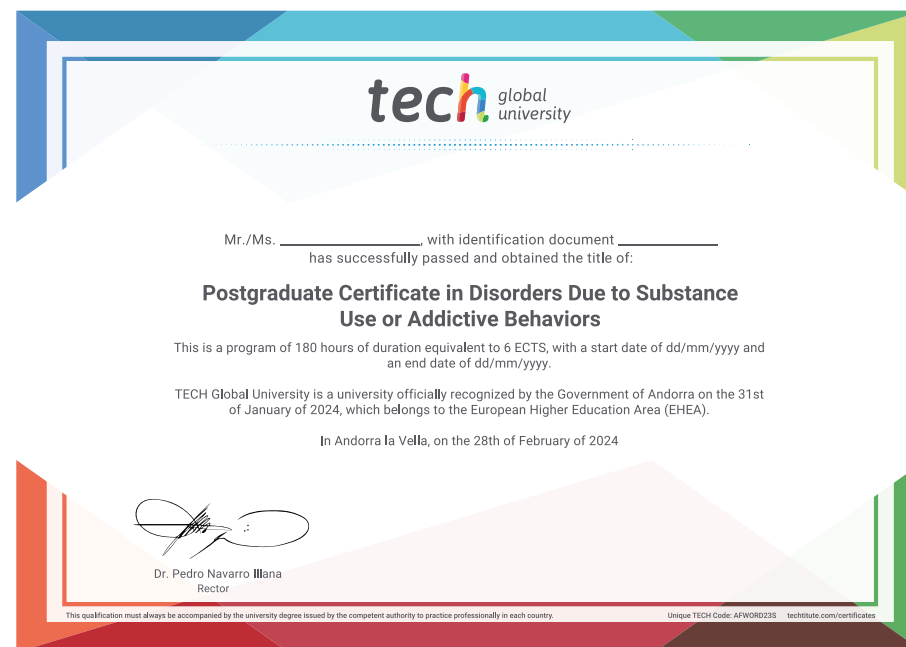 tech global
university
Mr./Ms. ____________, with identification document ____________
has successfully passed and obtained the title of:
Postgraduate Certificate in Disorders Due to Substance
Use or Addictive Behaviors
This is a program of 180 hours of duration equivalent to 6 ECTS, with a start date of dd/mm/yyyy and
an end date of dd/mm/yyyy.
TECH Global University is a university officially recognized by the Government of Andorra on the 31st
of January of 2024, which belongs to the European Higher Education Area (EHEA).
In Andorra la Vella, on the 28th of February of 2024
Dr. Pedro Navarro Illana
Rector
This qualification must always be accompanied by the university degree issued by the competent authority to practice professionally in each country.
Unique TECH Code: AFWORD23S techtitute.com/certificates